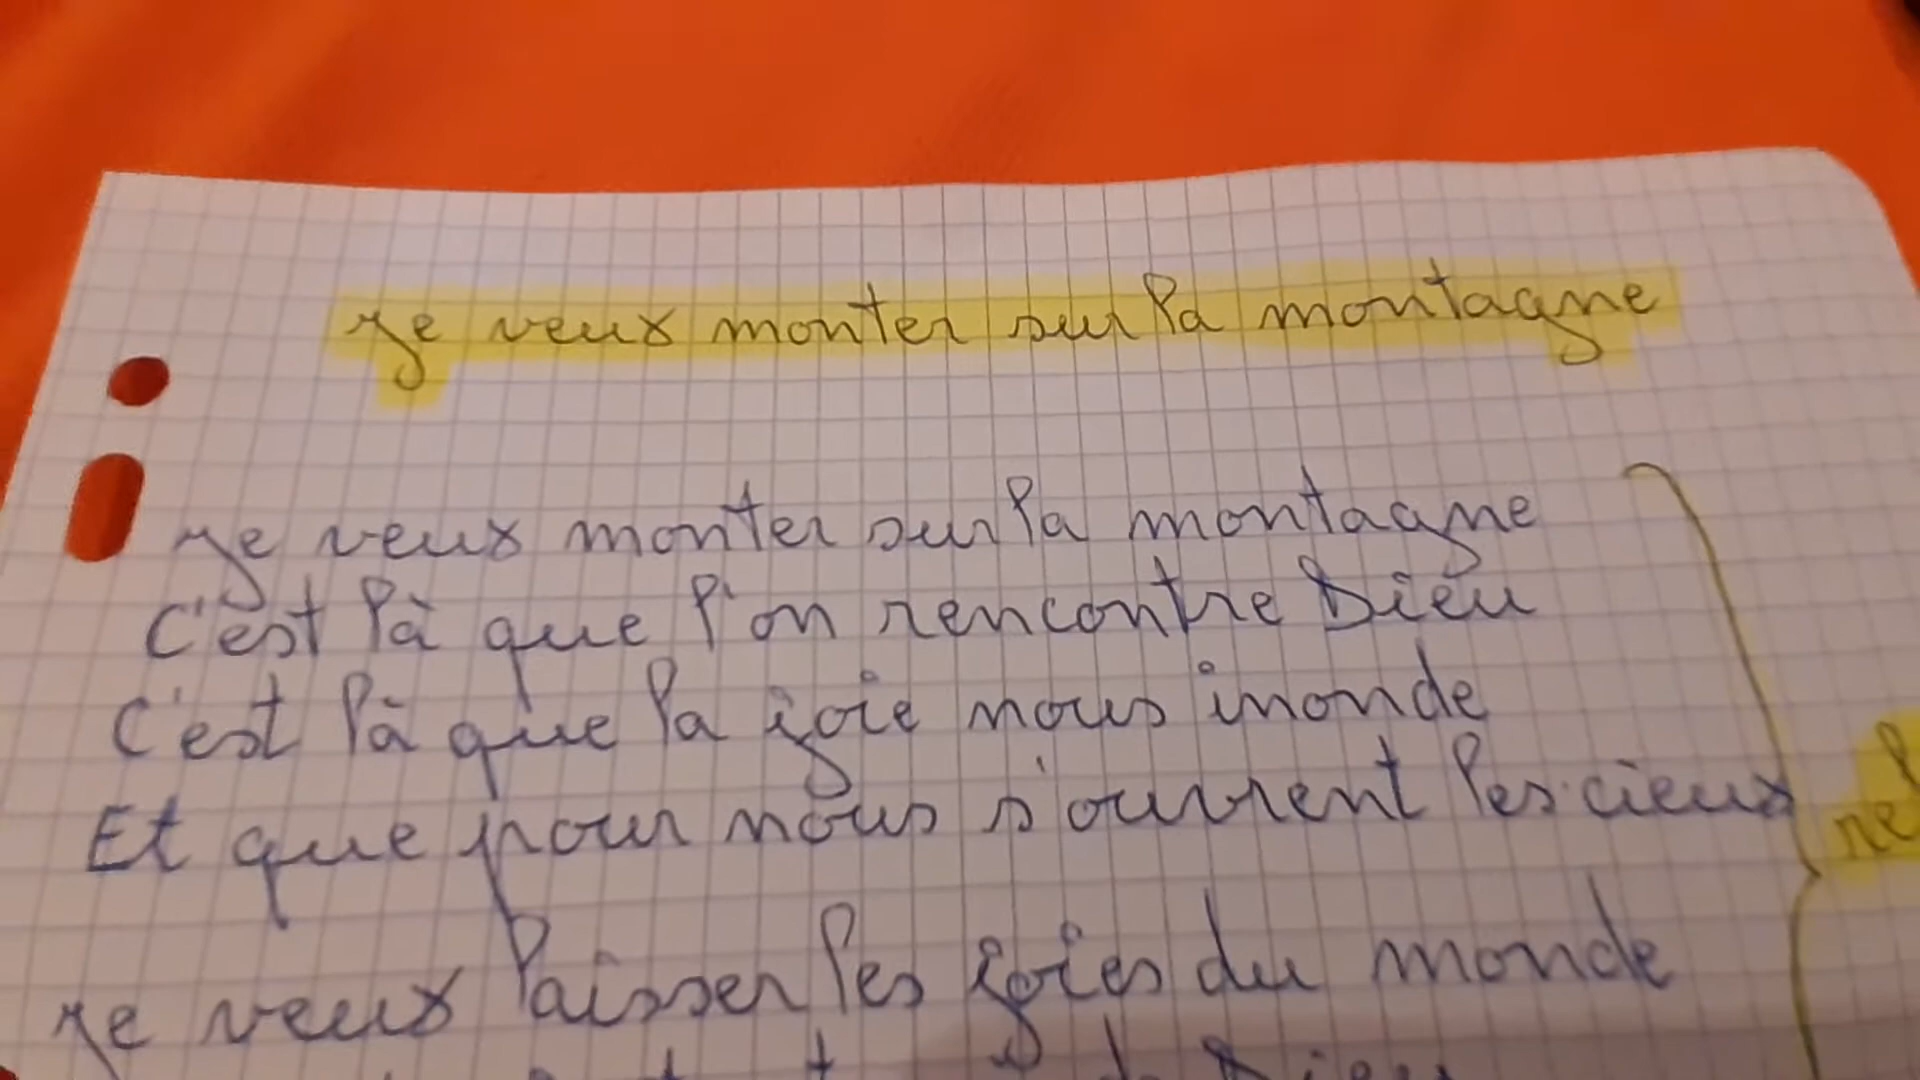 Je veux monter sur la montagne
Je veux monter sur la montagne
C'est là que l'on rencontre Dieu
C'est là que la joie nous inonde
Et que pour nous s'ouvrent les cieux
Je veux laisser les joies du monde